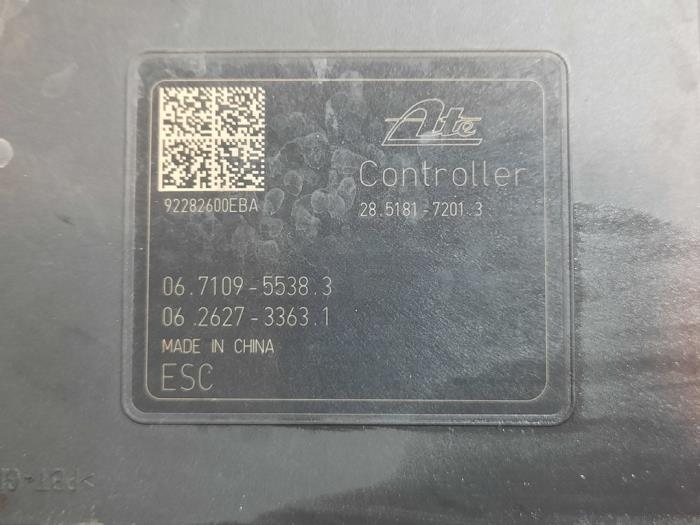 Ate
Controller
92282600EBA
28.5181-7201.3
06.7109-5538.3
06.2627-3363.1
MADE IN CHINA
ESC